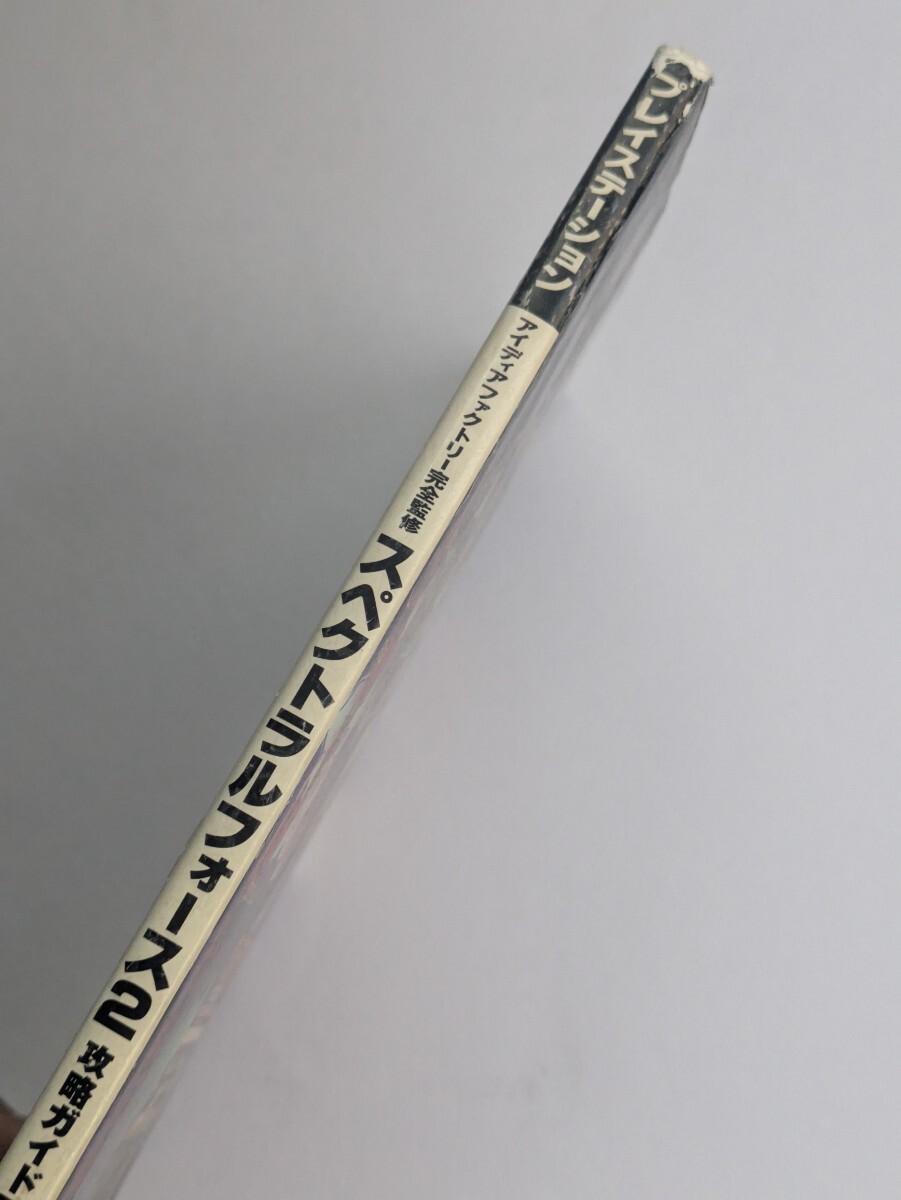 プレイステーション
アイディアファクトリー完全監修
スペクトラルフォース2
攻略ガイド